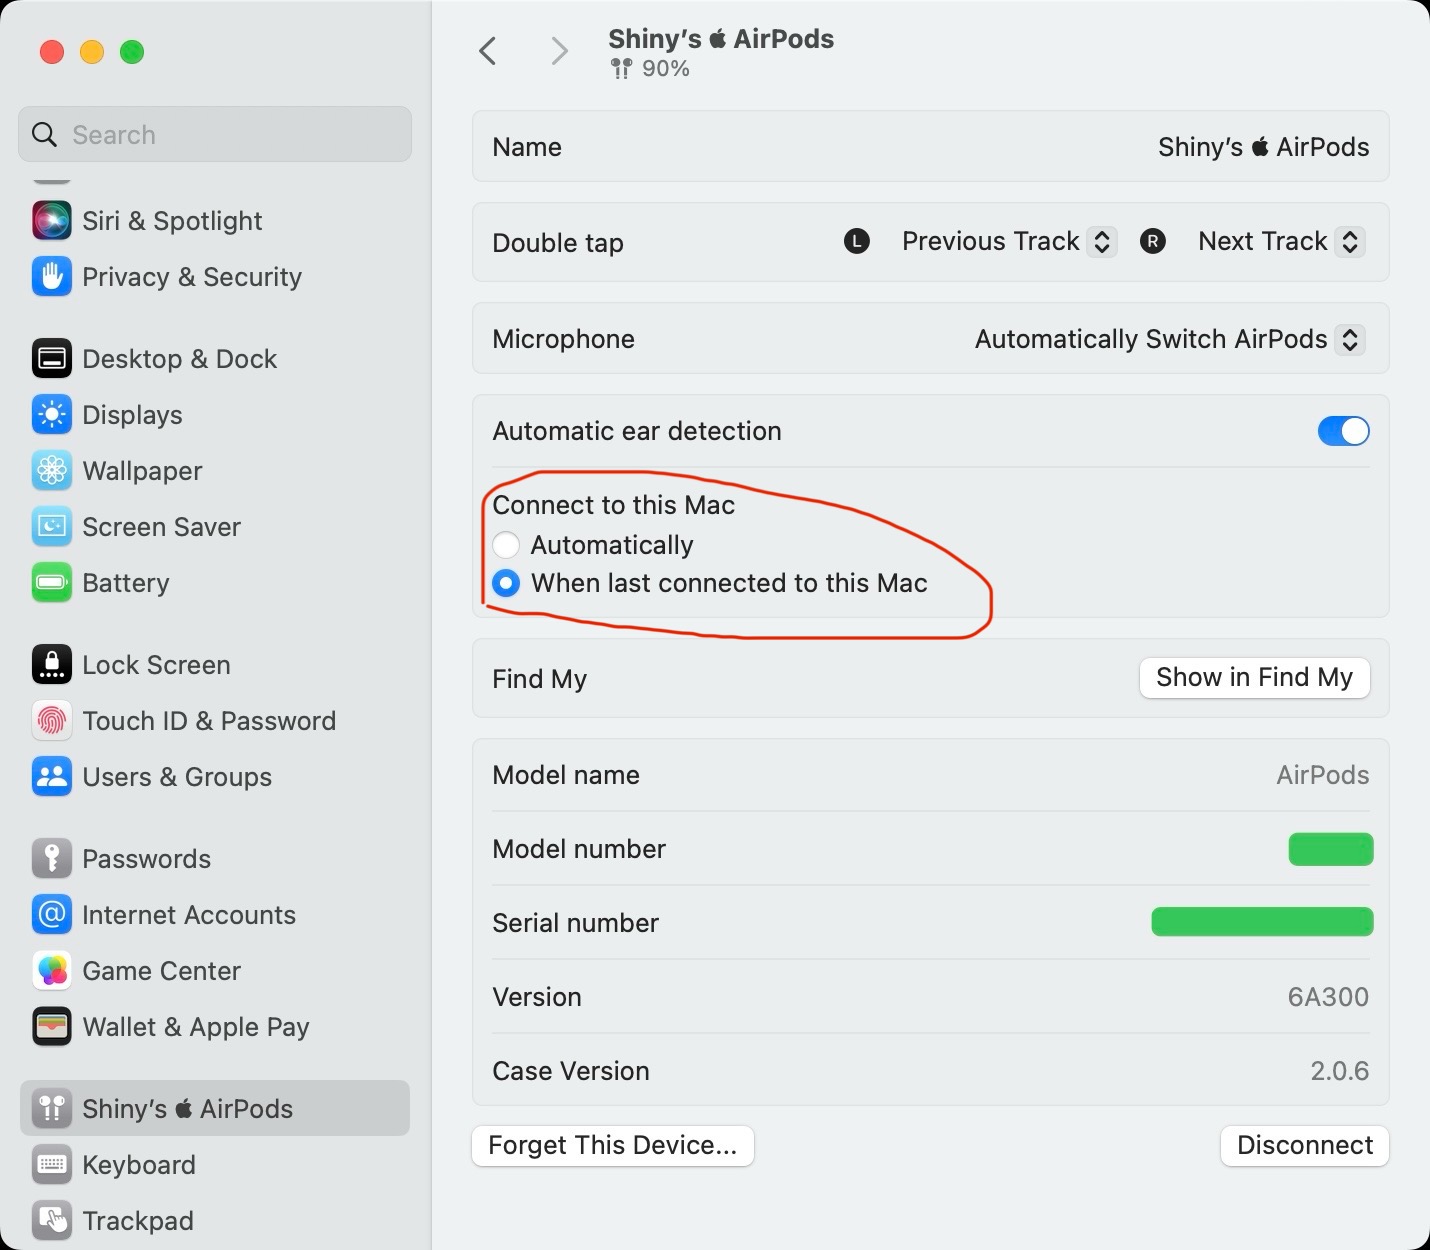 Shiny’s  AirPods
90%
Search
Siri & Spotlight
Privacy & Security
Desktop & Dock
Displays
Wallpaper
Screen Saver
Battery
Lock Screen
Touch ID & Password
Users & Groups
Passwords
Internet Accounts
Game Center
Wallet & Apple Pay
Shiny’s  AirPods
Keyboard
Trackpad
Name Shiny’s  AirPods
Double tap L Previous Track R Next Track
Microphone Automatically Switch AirPods
Automatic ear detection
Connect to this Mac
Automatically
When last connected to this Mac
Find My Show in Find My
Model name AirPods
Model number
Serial number
Version 6A300
Case Version 2.0.6
Forget This Device... Disconnect